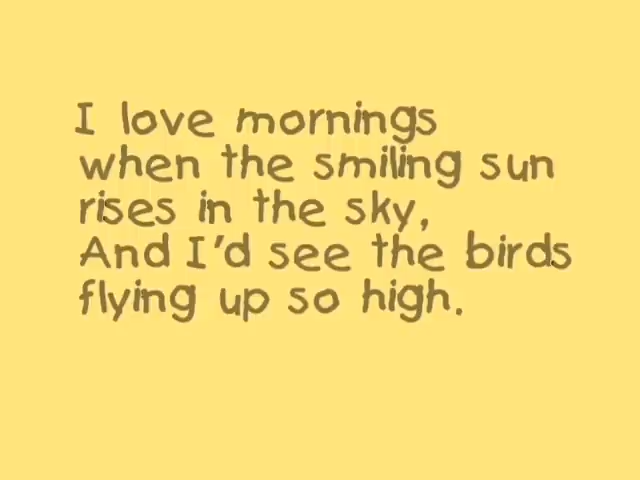 I love mornings
when the smiling sun
rises in the sky,
And I'd see the birds
flying up so high.